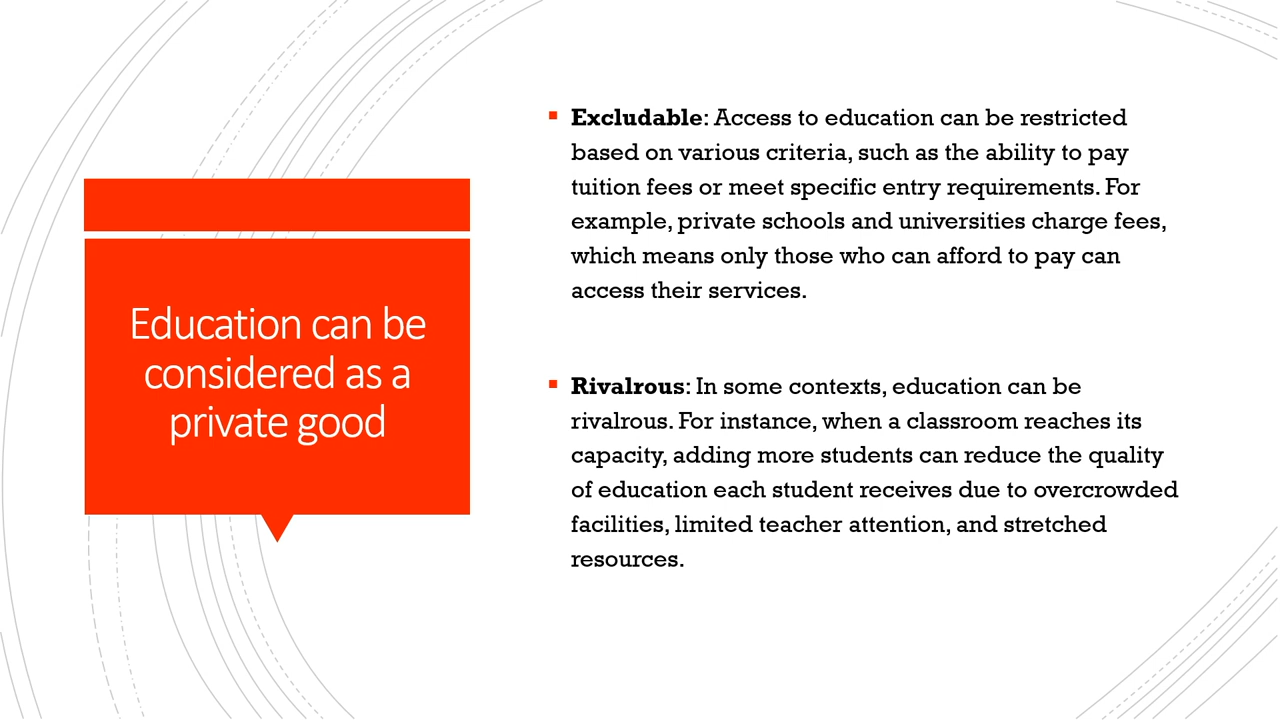 Education can be
considered as a
private good
Excludable: Access to education can be restricted
based on various criteria, such as the ability to pay
tuition fees or meet specific entry requirements. For
example, private schools and universities charge fees,
which means only those who can afford to pay can
access their services.
Rivalrous: In some contexts, education can be
rivalrous. For instance, when a classroom reaches its
capacity, adding more students can reduce the quality
of education each student receives due to overcrowded
facilities, limited teacher attention, and stretched
resources.